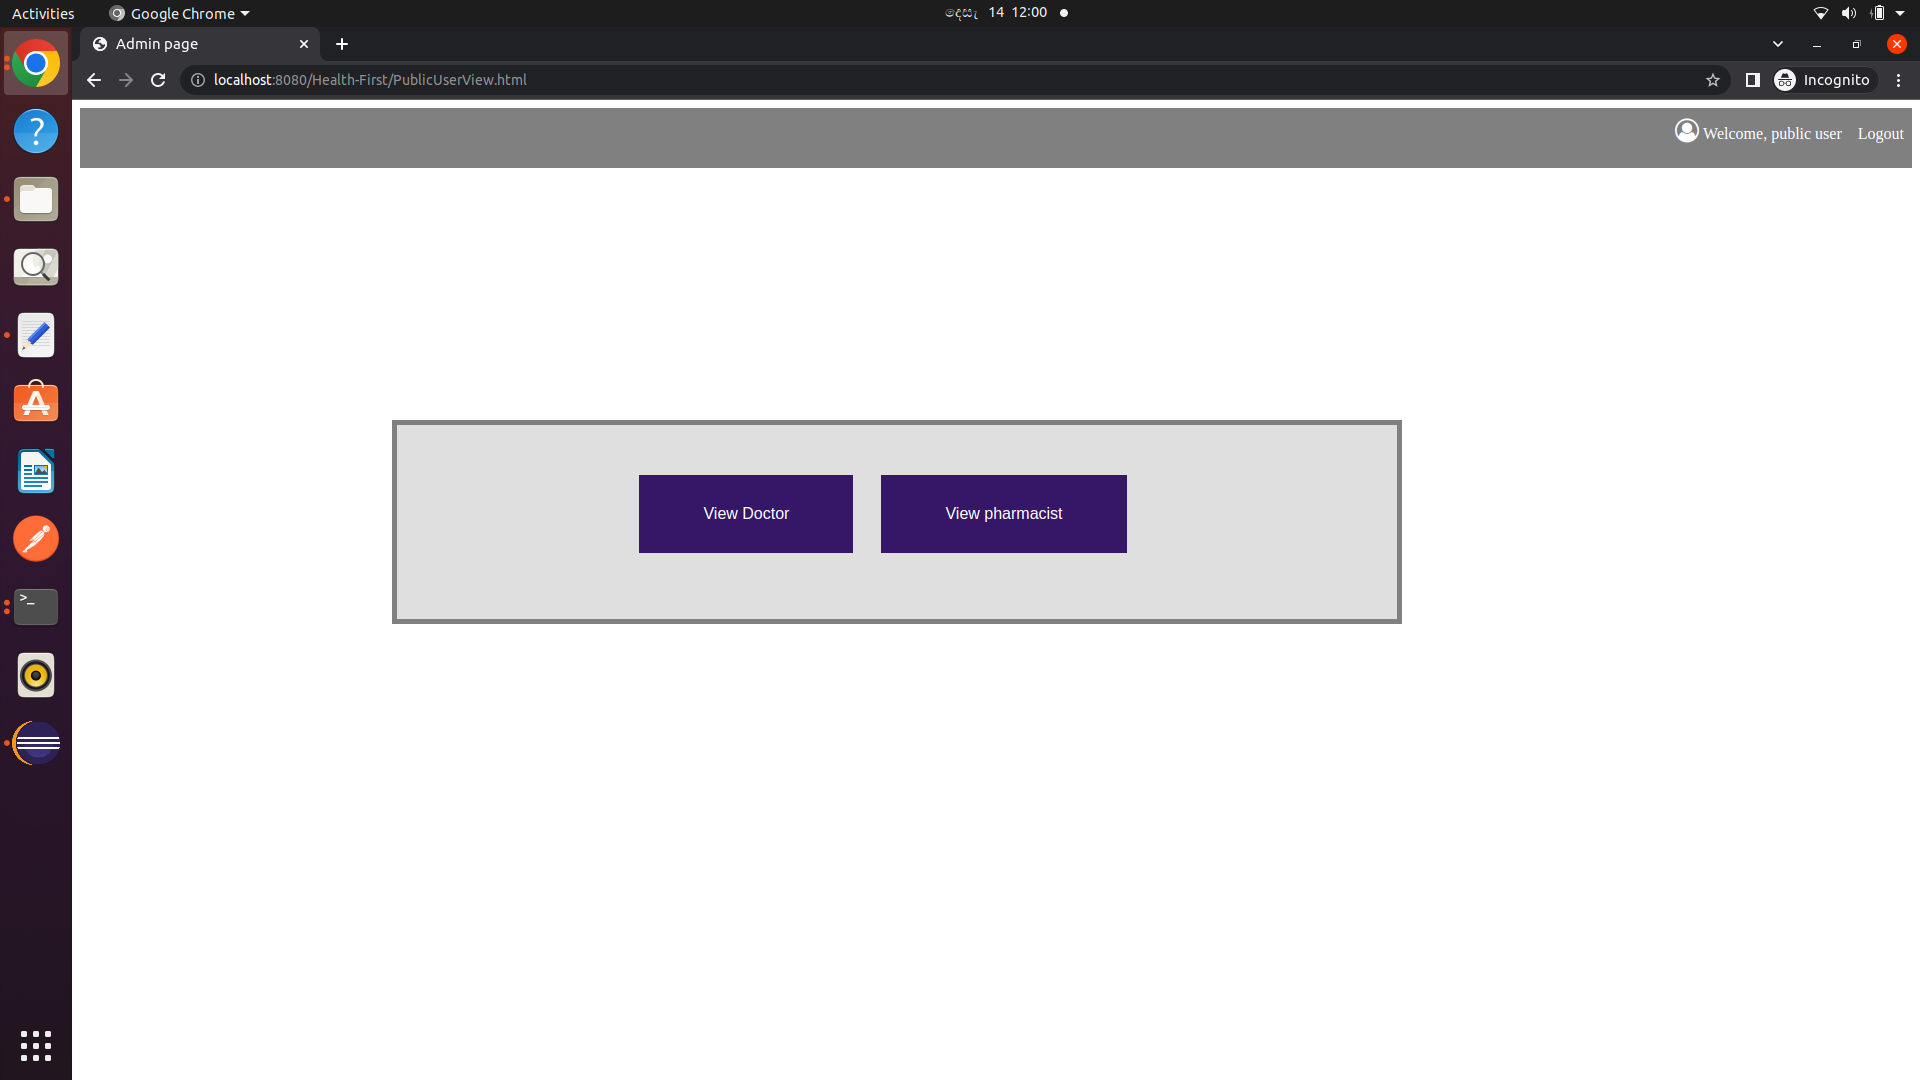 Activities
Google Chrome
දෙසැ 14 12:00
Admin page
localhost:8080/Health-First/PublicUserView.html
Incognito
Welcome, public user
Logout
View Doctor
View pharmacist